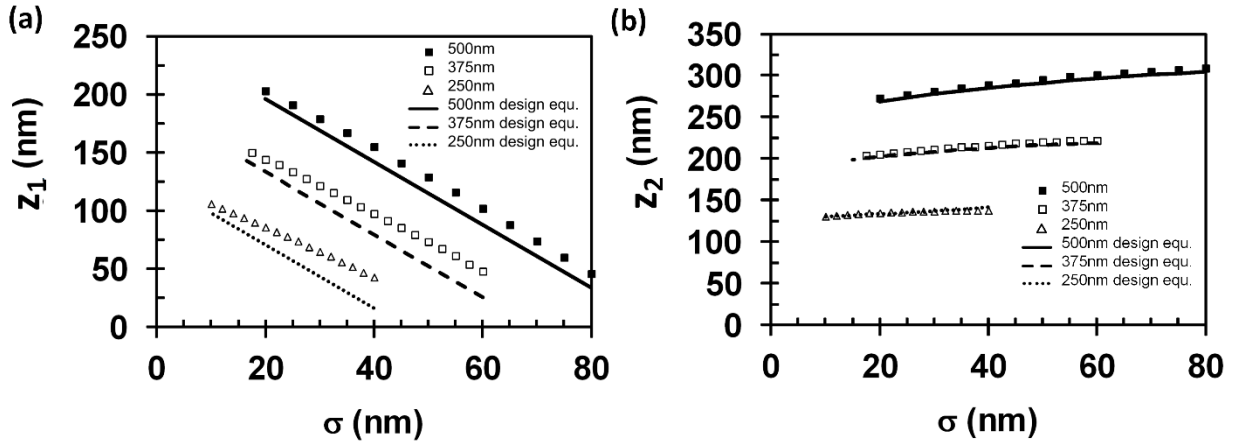 (a)
250
200
150
100
50
0
0 20 40 60 80
z1 (nm)
σ (nm)
500nm
375nm
250nm
500nm design equ.
375nm design equ.
250nm design equ.
(b)
350
300
250
200
150
100
50
0
0 20 40 60 80
z2 (nm)
σ (nm)
500nm
375nm
250nm
500nm design equ.
375nm design equ.
250nm design equ.